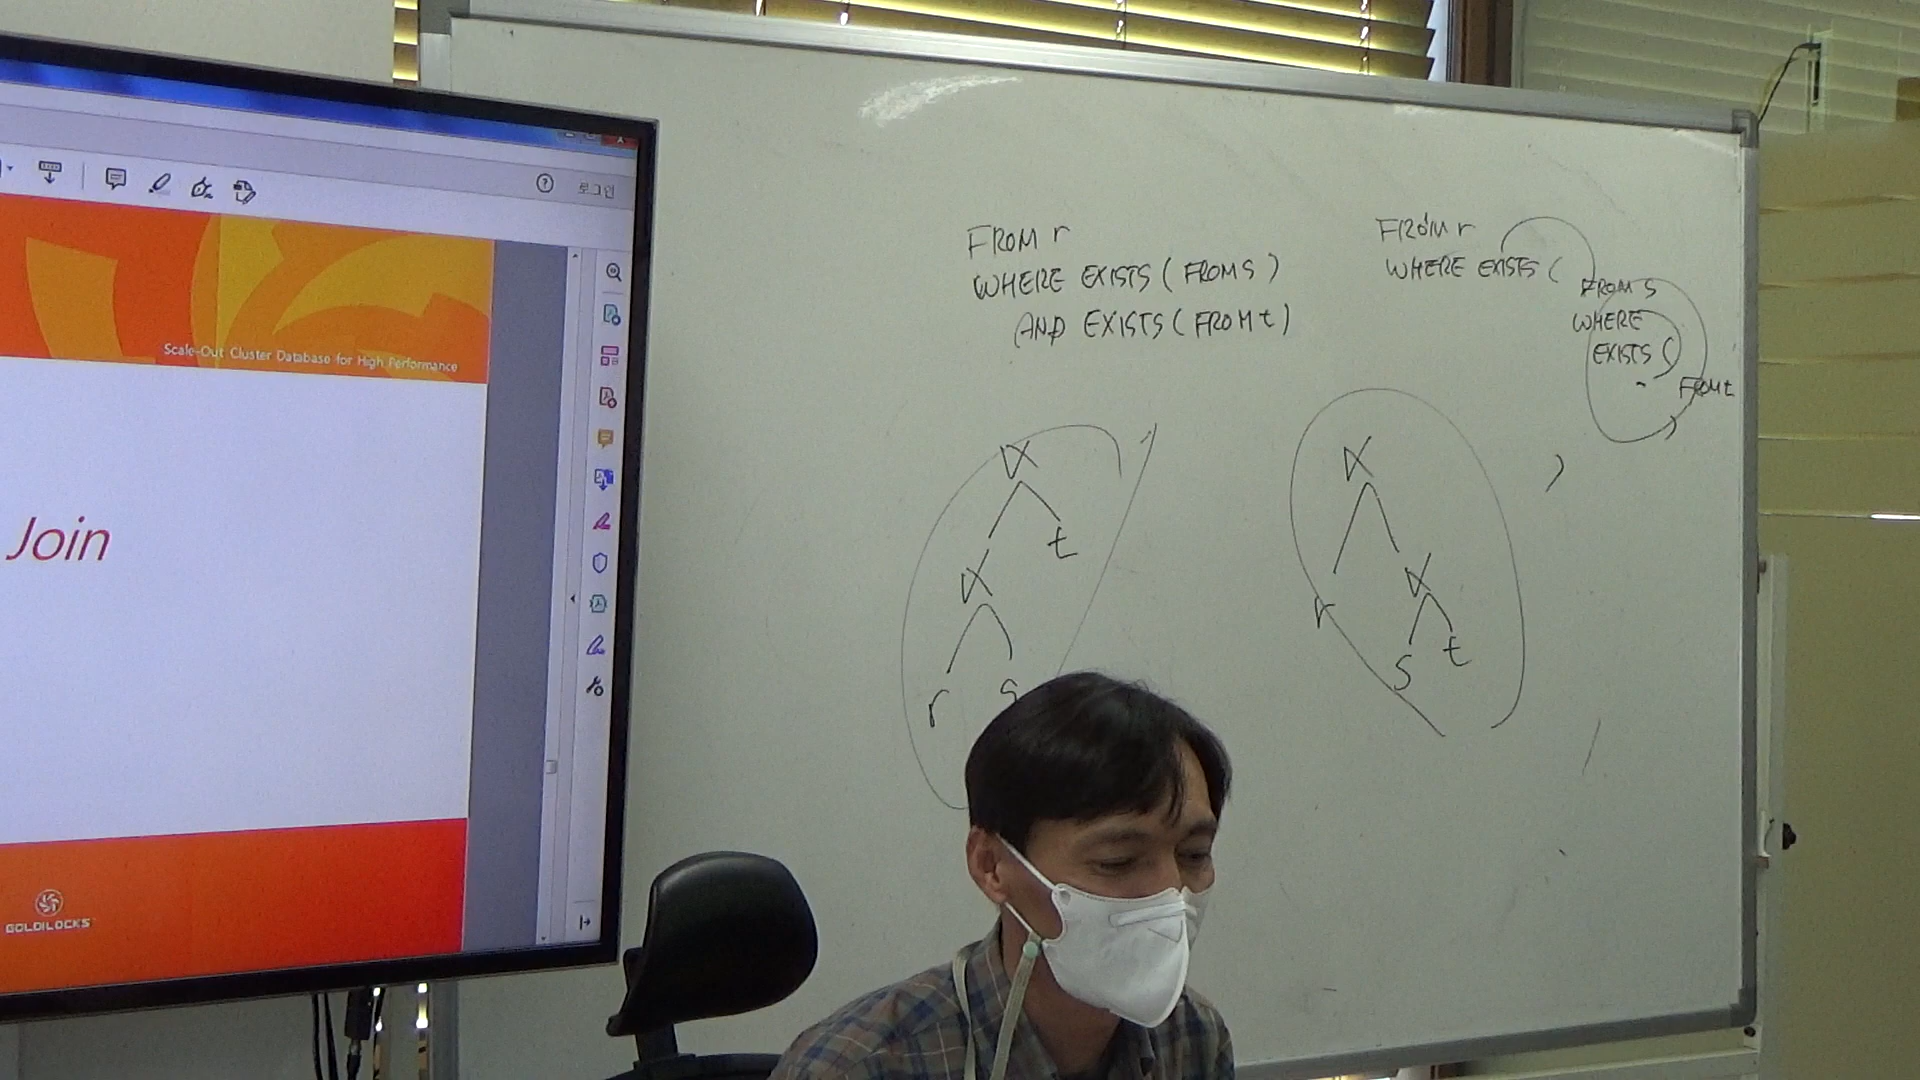 로그인
Scale-Out Cluster Database for High Performance
Join
GOLDILOCKS
FROM r
WHERE EXISTS ( FROM S )
AND EXISTS ( FROM t )
⋉
t
⋉
r s
FROM r
WHERE EXISTS (
FROM S
WHERE
EXISTS (
FROM t
)
)
⋉
r ⋉
S t